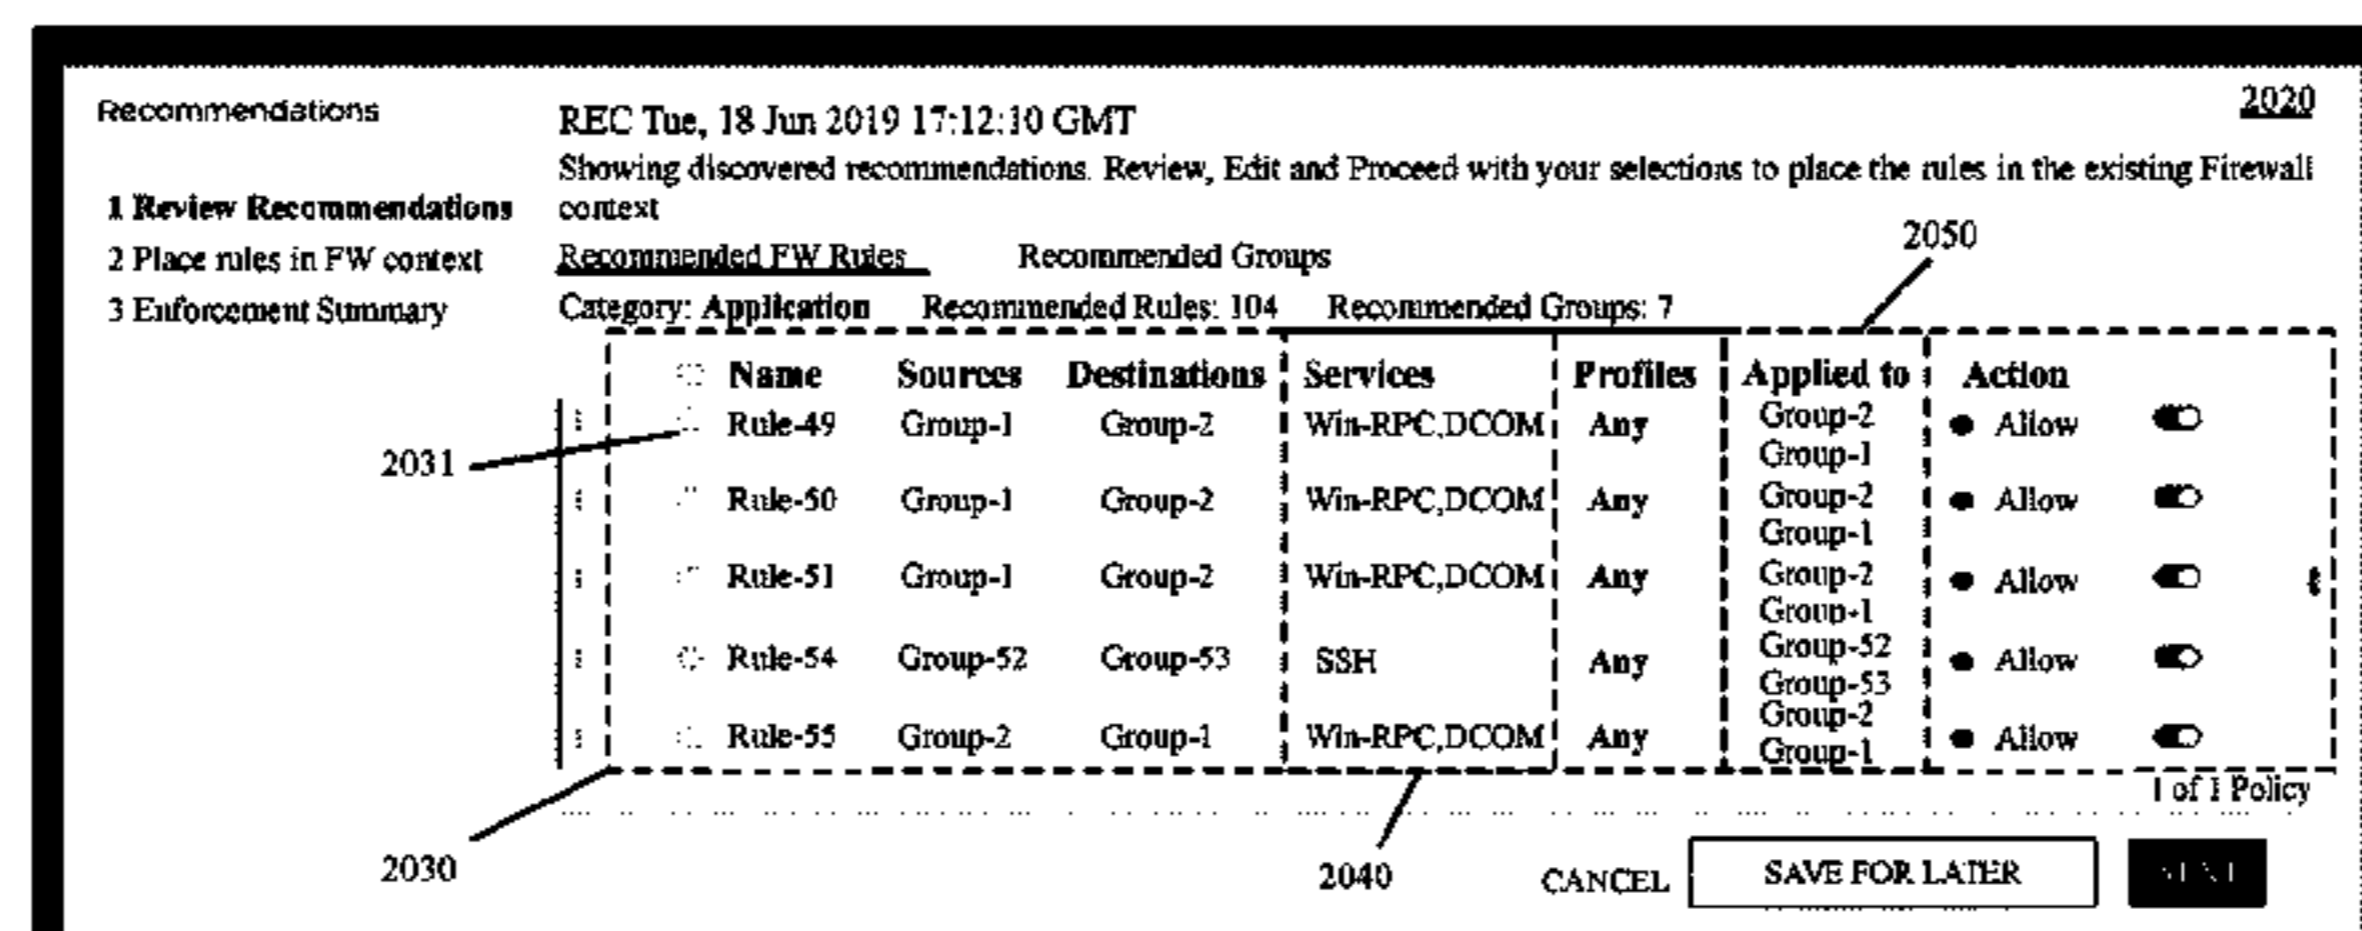 2020
Recommendations
REC Tue, 18 Jun 2019 17:12:10 GMT
Showing discovered recommendations. Review, Edit and Proceed with your selections to place the rules in the existing Firewall
context
1 Review Recommendations
2 Place rules in FW context
3 Enforcement Summary
2050
Recommended FW Rules Recommended Groups
Category: Application Recommended Rules: 104 Recommended Groups: 7
Name Sources Destinations Services Profiles Applied to Action
Rule-49 Group-1 Group-2 Win-RPC,DCOM Any Group-2 Allow
Group-1
2031
Rule-50 Group-1 Group-2 Win-RPC,DCOM Any Group-2 Allow
Group-1
Rule-51 Group-1 Group-2 Win-RPC,DCOM Any Group-2 Allow
Group-1
Rule-54 Group-52 Group-53 SSH Any Group-52 Allow
Group-53
Rule-55 Group-2 Group-1 Win-RPC,DCOM Any Group-2 Allow
Group-1
1 of 1 Policy
2030
2040
CANCEL SAVE FOR LATER